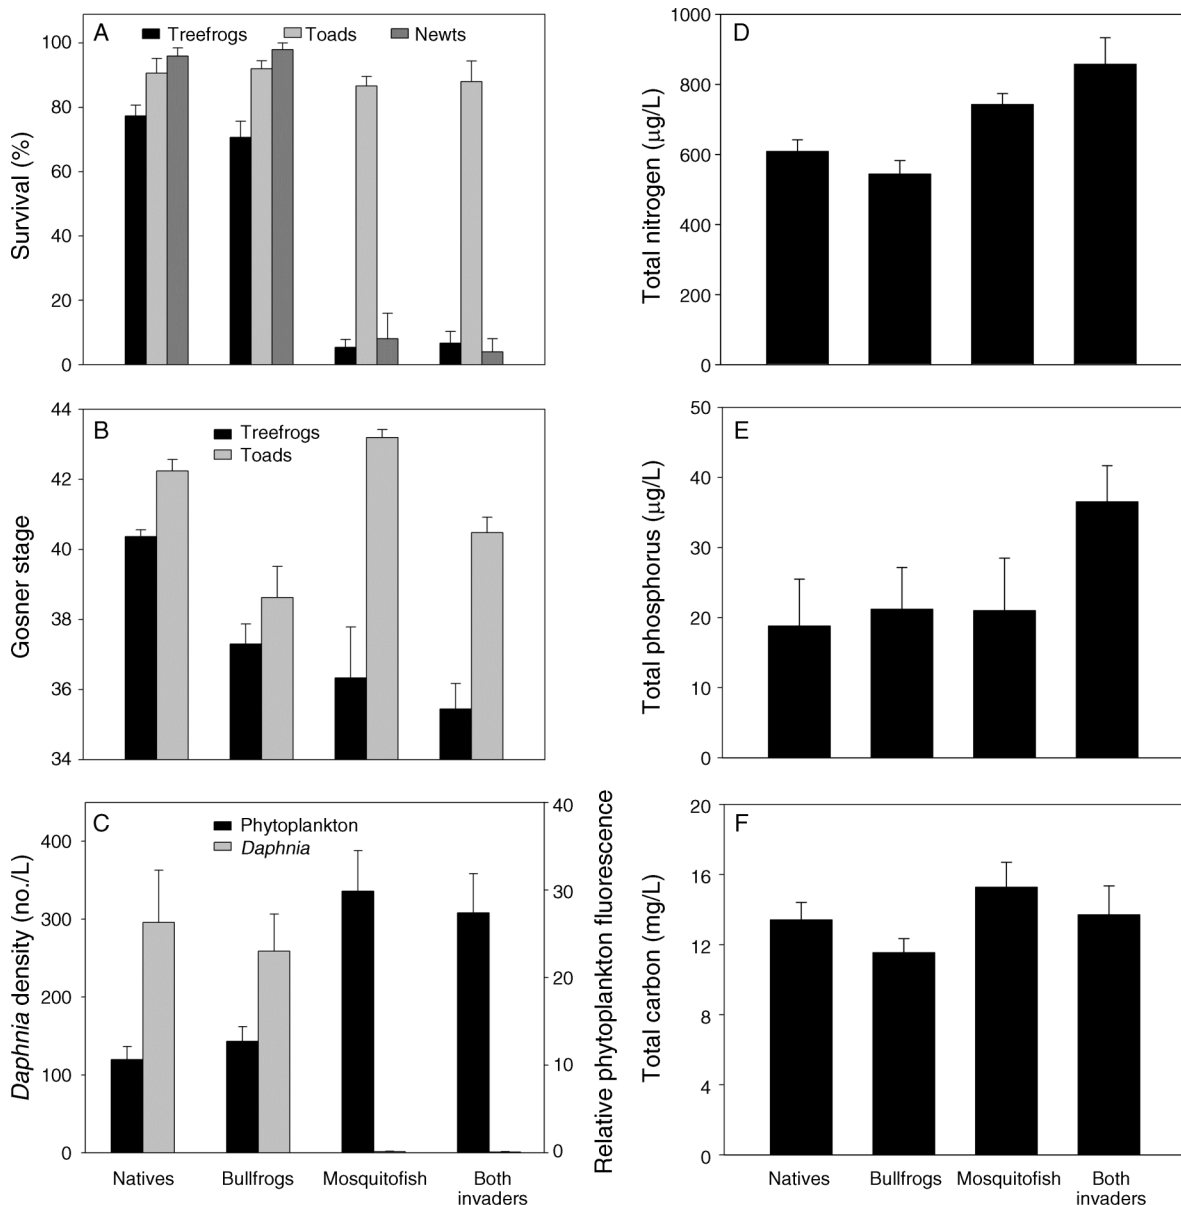 A
Treefrogs
Toads
Newts
100
80
60
40
20
0
Survival (%)
B
Treefrogs
Toads
44
42
40
38
36
34
Gosner stage
C
Phytoplankton
Daphnia
400
300
200
100
0
Daphnia density (no./L)
40
30
20
10
0
Relative phytoplankton fluorescence
Natives
Bullfrogs
Mosquitofish
Both
invaders
D
1000
800
600
400
200
0
Total nitrogen (µg/L)
E
50
40
30
20
10
0
Total phosphorus (µg/L)
F
20
16
12
8
4
0
Total carbon (mg/L)
Natives
Bullfrogs
Mosquitofish
Both
invaders